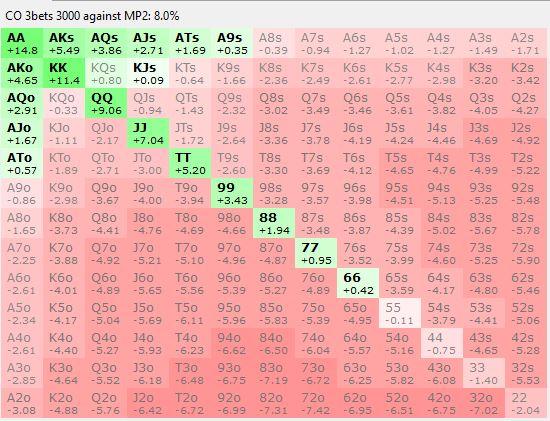 CO 3bets 3000 against MP2: 8.0%
AA AKs AQs AJs ATs A9s A8s A7s A6s A5s A4s A3s A2s
+14.8 +5.49 +3.86 +2.71 +1.69 +0.35 -0.39 -0.94 -1.27 -1.02 -1.27 -1.49 -1.71
AKo KK KQs KJs KTs K9s K8s K7s K6s K5s K4s K3s K2s
+4.65 +11.4 +0.80 +0.09 -0.64 -1.66 -2.36 -2.49 -2.61 -2.77 -2.98 -3.20 -3.42
AQo KQo QQ QJs QTs Q9s Q8s Q7s Q6s Q5s Q4s Q3s Q2s
+2.91 -0.33 +9.06 -0.94 -1.43 -2.32 -3.02 -3.49 -3.46 -3.61 -3.82 -4.05 -4.27
AJo KJo QJo JJ JTs J9s J8s J7s J6s J5s J4s J3s J2s
+1.67 -1.11 -2.17 +7.04 -1.72 -2.64 -3.36 -3.78 -4.19 -4.24 -4.46 -4.69 -4.92
ATo KTo QTo JTo TT T9s T8s T7s T6s T5s T4s T3s T2s
+0.57 -1.89 -2.71 -3.00 +5.20 -2.60 -3.30 -3.69 -4.12 -4.65 -4.76 -4.99 -5.22
A9o K9o Q9o J9o T9o 99 98s 97s 96s 95s 94s 93s 92s
-0.86 -2.98 -3.67 -4.00 -3.94 +3.43 -3.28 -3.57 -3.98 -4.51 -5.13 -5.25 -5.48
A8o K8o Q8o J8o T8o 98o 88 87s 86s 85s 84s 83s 82s
-1.65 -3.73 -4.41 -4.76 -4.69 -4.66 +1.94 -3.48 -3.87 -4.39 -5.02 -5.67 -5.78
A7o K7o Q7o J7o T7o 97o 87o 77 76s 75s 74s 73s 72s
-2.25 -3.88 -4.92 -5.21 -5.10 -4.96 -4.87 +0.95 -3.52 -3.99 -4.60 -5.25 -5.90
A6o K6o Q6o J6o T6o 96o 86o 76o 66 65s 64s 63s 62s
-2.61 -4.01 -4.89 -5.65 -5.56 -5.39 -5.27 -4.89 +0.42 -3.59 -4.17 -4.80 -5.46
A5o K5o Q5o J5o T5o 95o 85o 75o 65o 55 54s 53s 52s
-2.34 -4.17 -5.04 -5.69 -6.11 -5.96 -5.83 -5.39 -4.95 -0.11 -3.79 -4.41 -5.06
A4o K4o Q4o J4o T4o 94o 84o 74o 64o 54o 44 43s 42s
-2.61 -4.40 -5.27 -5.93 -6.23 -6.62 -6.50 -6.04 -5.57 -5.16 -0.75 -4.65 -5.28
A3o K3o Q3o J3o T3o 93o 83o 73o 63o 53o 43o 33 32s
-2.85 -4.64 -5.52 -6.18 -6.48 -6.75 -7.19 -6.72 -6.25 -5.82 -6.08 -1.40 -5.53
A2o K2o Q2o J2o T2o 92o 82o 72o 62o 52o 42o 32o 22
-3.08 -4.88 -5.76 -6.42 -6.72 -6.99 -7.31 -7.42 -6.95 -6.51 -6.75 -7.02 -2.04